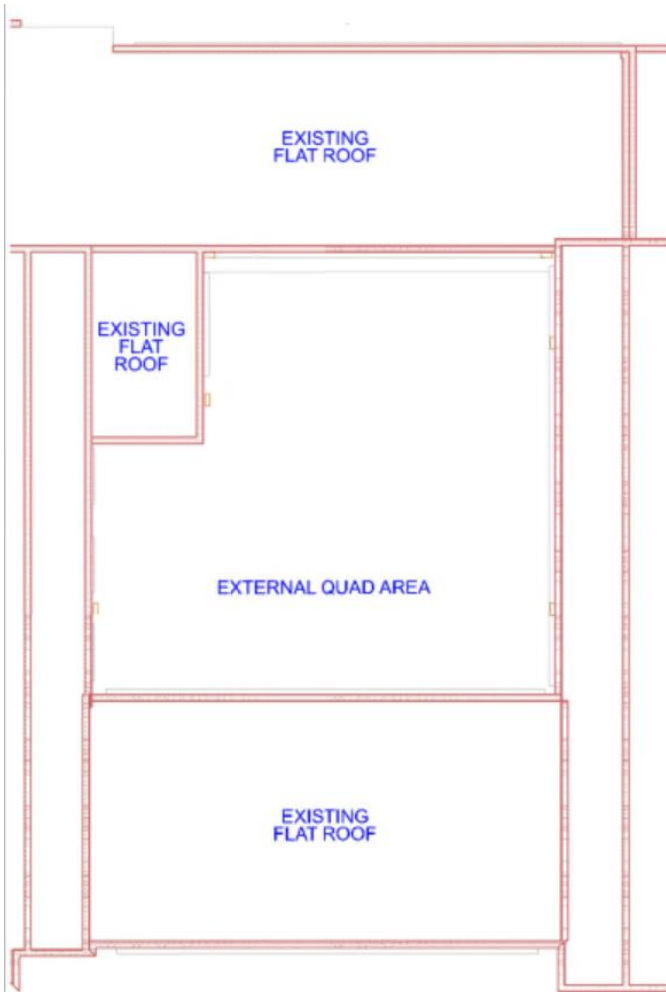 EXISTING
FLAT ROOF
EXISTING
FLAT
ROOF
EXTERNAL QUAD AREA
EXISTING
FLAT ROOF